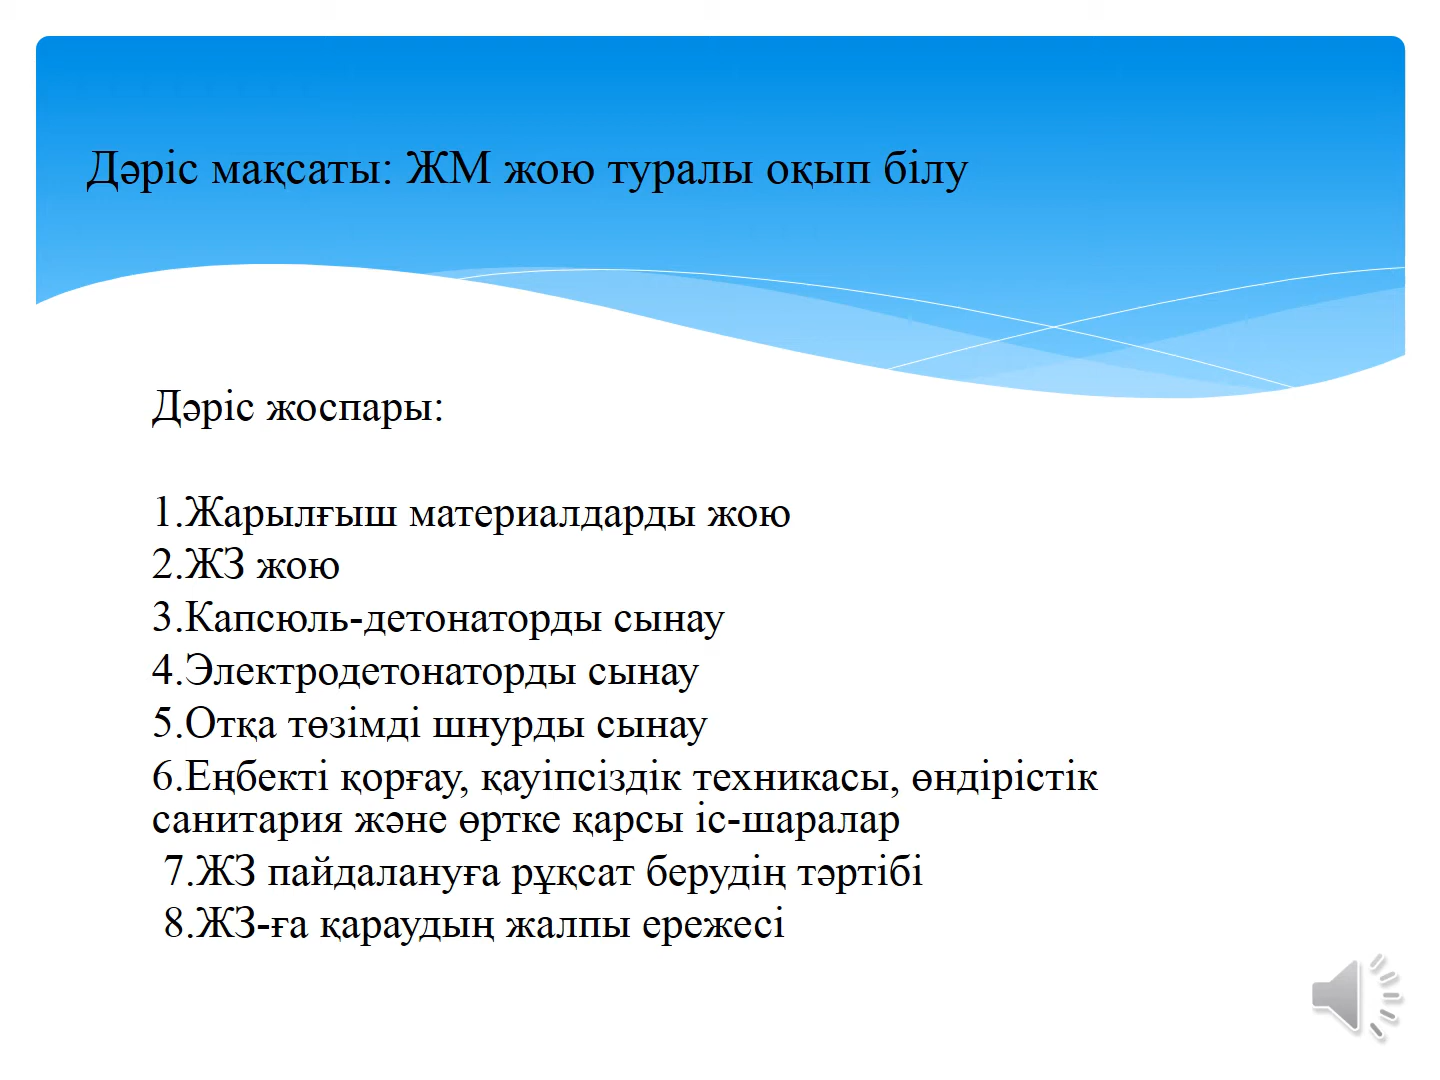 Дәріс мақсаты: ЖМ жою туралы оқып білу
Дәріс жоспары:
1.Жарылғыш материалдарды жою
2.ЖЗ жою
3.Капсюль-детонаторды сынау
4.Электродетонаторды сынау
5.Отқа төзімді шнурды сынау
6.Еңбекті қорғау, қауіпсіздік техникасы, өндірістік
санитария және өртке қарсы іс-шаралар
7.ЖЗ пайдалануға рұқсат берудің тәртібі
8.ЖЗ-ға қараудың жалпы ережесі